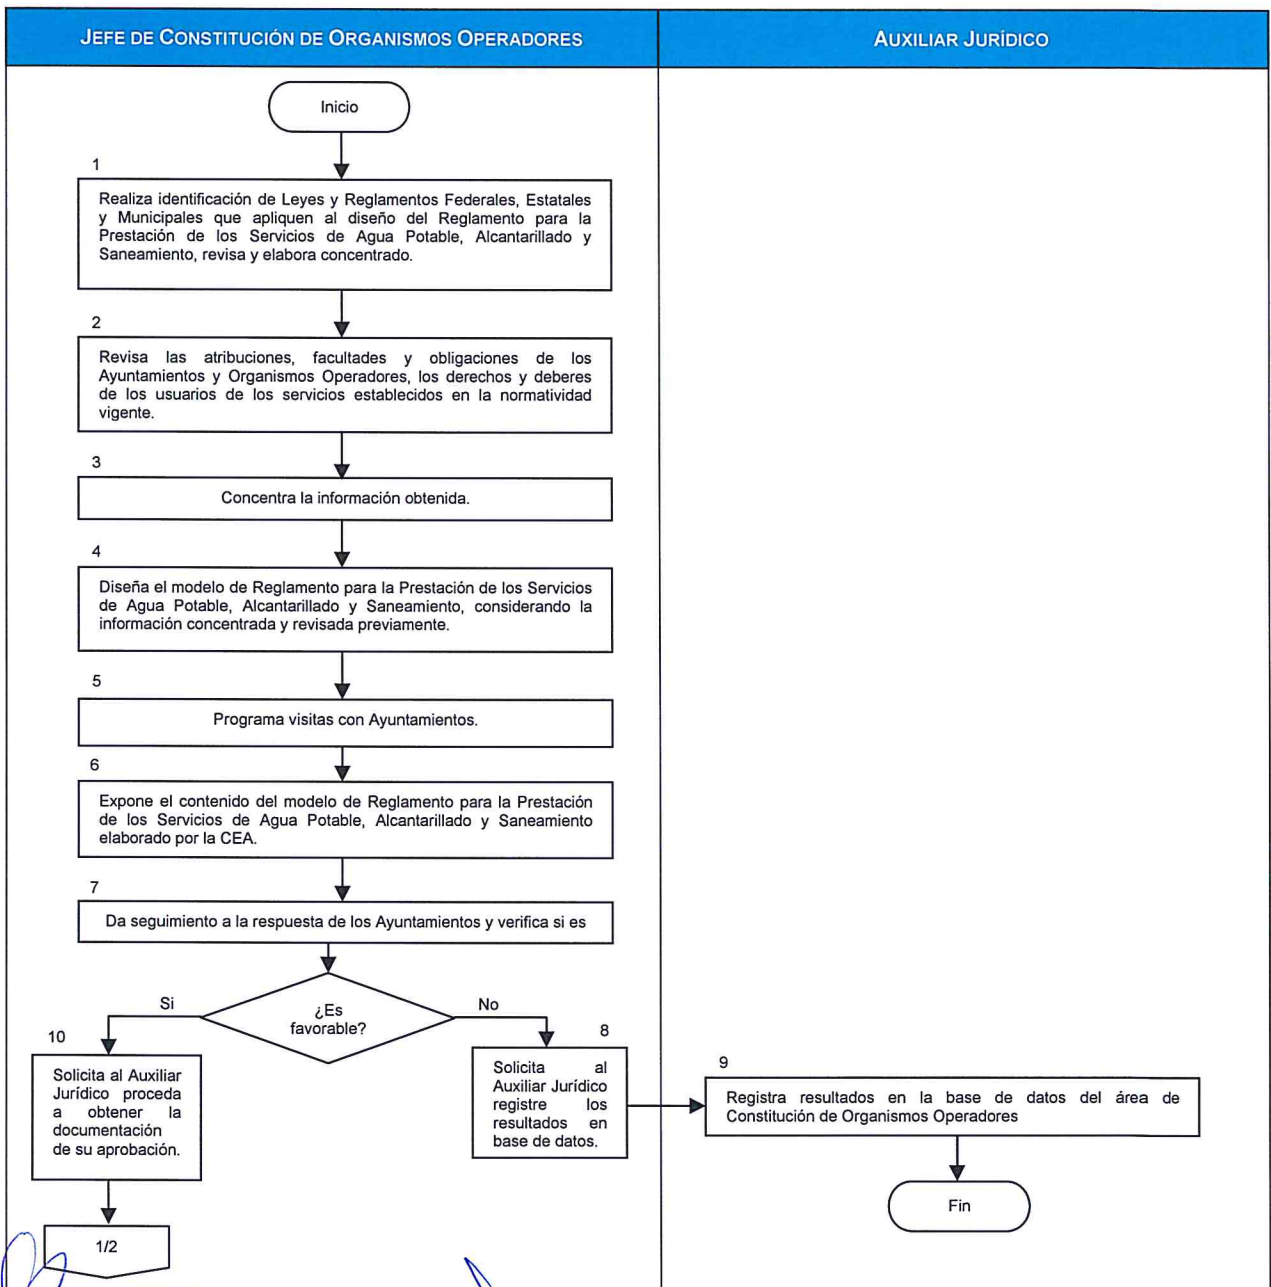 JEFE DE CONSTITUCIÓN DE ORGANISMOS OPERADORES
AUXILIAR JURÍDICO
Inicio
1
Realiza identificación de Leyes y Reglamentos Federales, Estatales
y Municipales que apliquen al diseño del Reglamento para la
Prestación de los Servicios de Agua Potable, Alcantarillado y
Saneamiento, revisa y elabora concentrado.
2
Revisa las atribuciones, facultades y obligaciones de los
Ayuntamientos y Organismos Operadores, los derechos y deberes
de los usuarios de los servicios establecidos en la normatividad
vigente.
3
Concentra la información obtenida.
4
Diseña el modelo de Reglamento para la Prestación de los Servicios
de Agua Potable, Alcantarillado y Saneamiento, considerando la
información concentrada y revisada previamente.
5
Programa visitas con Ayuntamientos.
6
Expone el contenido del modelo de Reglamento para la Prestación
de los Servicios de Agua Potable, Alcantarillado y Saneamiento
elaborado por la CEA.
7
Da seguimiento a la respuesta de los Ayuntamientos y verifica si es
¿Es
favorable?
Si
No
10
Solicita al Auxiliar
Jurídico proceda
a obtener la
documentación
de su aprobación.
8
Solicita al
Auxiliar Jurídico
registre los
resultados en
base de datos.
9
Registra resultados en la base de datos del área de
Constitución de Organismos Operadores
Fin
1/2